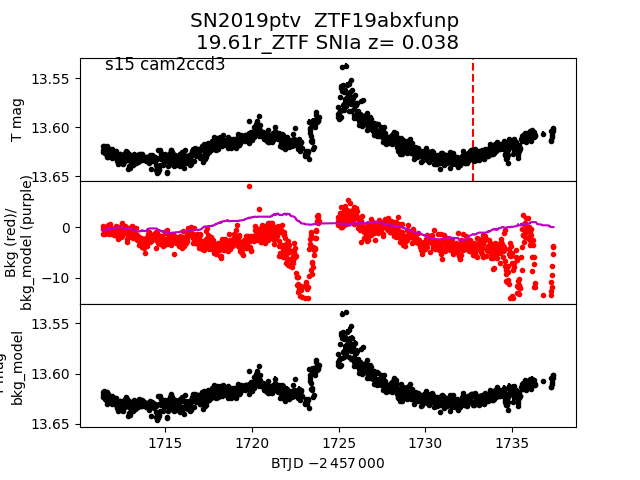 SN2019ptv ZTF19abxfunp
19.61r_ZTF SNIa z= 0.038
s15 cam2ccd3
13.55
13.60
13.65
T mag
0
−10
Bkg (red)/
bkg_model (purple)
13.55
13.60
13.65
mag
bkg_model
1715 1720 1725 1730 1735
BTJD −2 457 000